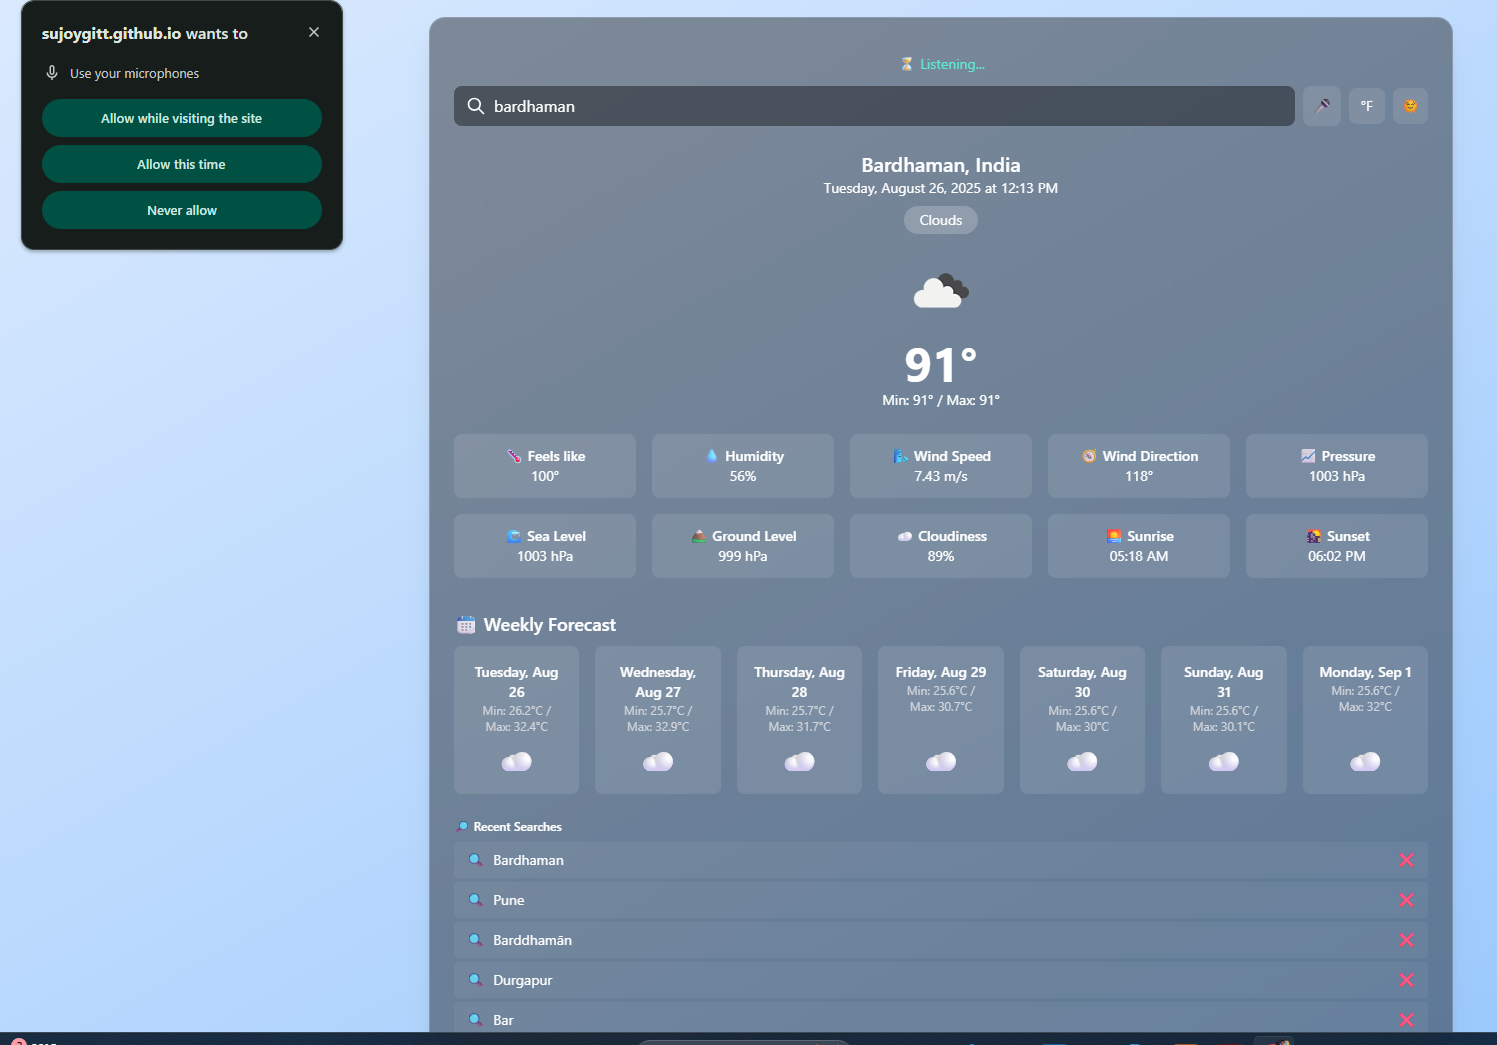 sujoygitt.github.io wants to
Use your microphones
Allow while visiting the site
Allow this time
Never allow
Listening...
bardhaman
°F
Bardhaman, India
Tuesday, August 26, 2025 at 12:13 PM
Clouds
91°
Min: 91° / Max: 91°
Feels like
100°
Humidity
56%
Wind Speed
7.43 m/s
Wind Direction
118°
Pressure
1003 hPa
Sea Level
1003 hPa
Ground Level
999 hPa
Cloudiness
89%
Sunrise
05:18 AM
Sunset
06:02 PM
Weekly Forecast
Tuesday, Aug
26
Min: 26.2°C /
Max: 32.4°C
Wednesday,
Aug 27
Min: 25.7°C /
Max: 32.9°C
Thursday, Aug
28
Min: 25.7°C /
Max: 31.7°C
Friday, Aug 29
Min: 25.6°C /
Max: 30.7°C
Saturday, Aug
30
Min: 25.6°C /
Max: 30°C
Sunday, Aug
31
Min: 25.6°C /
Max: 30.1°C
Monday, Sep 1
Min: 25.6°C /
Max: 32°C
Recent Searches
Bardhaman
Pune
Barddhamān
Durgapur
Bar